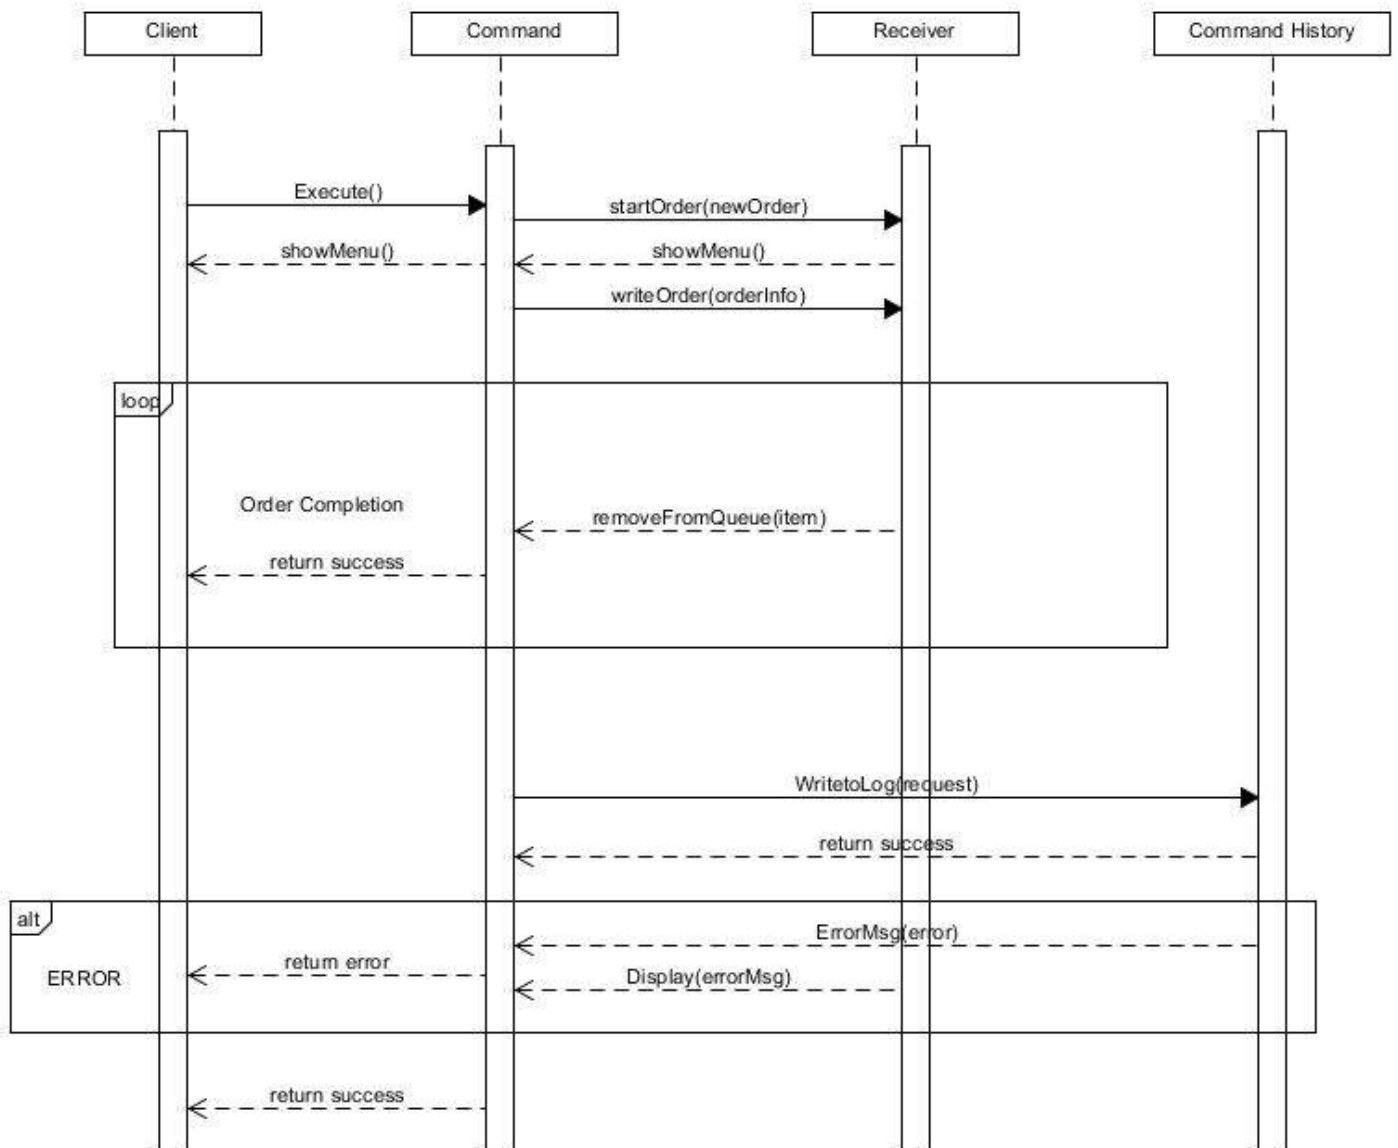 Client
Command
Receiver
Command History
Execute()
startOrder(newOrder)
showMenu()
showMenu()
writeOrder(orderInfo)
loop
Order Completion
removeFromQueue(item)
return success
WritetoLog(request)
return success
alt
ErrorMsg(error)
return error
Display(errorMsg)
ERROR
return success